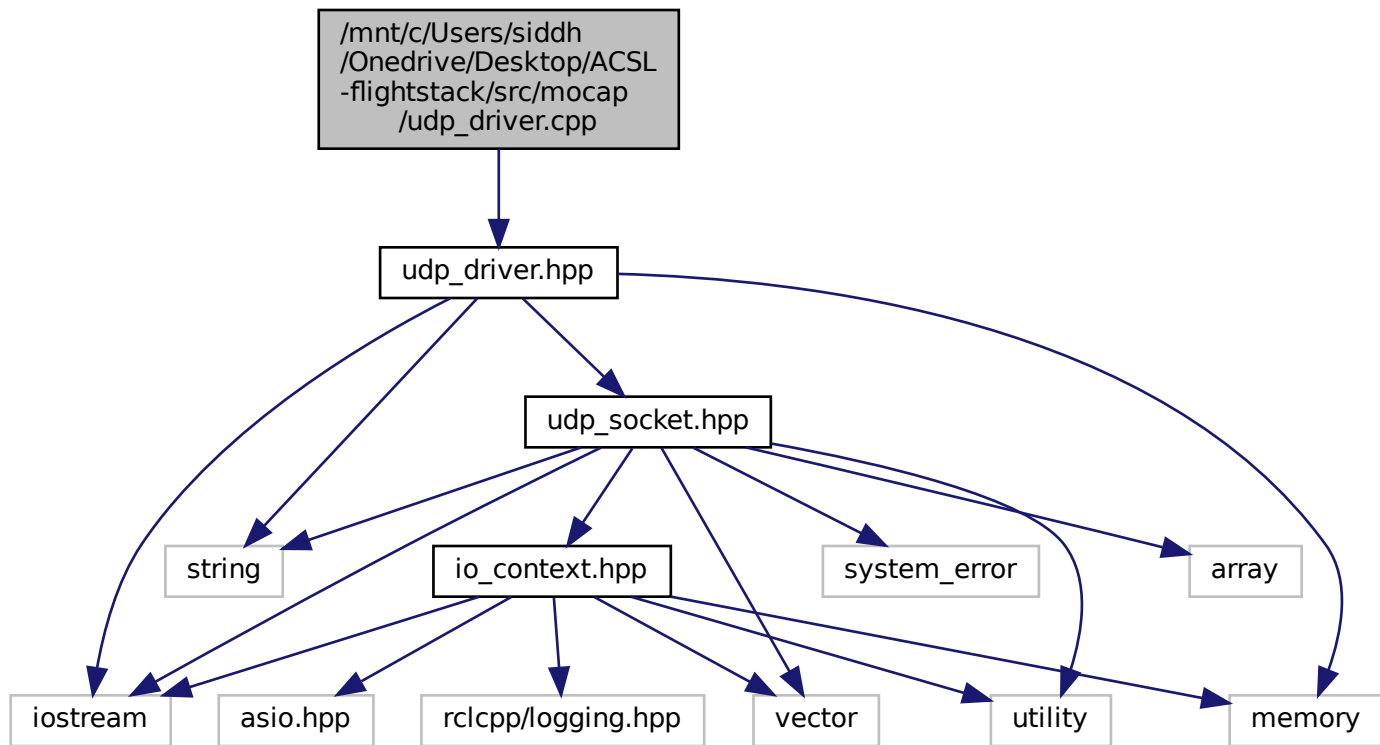 /mnt/c/Users/siddh
/Onedrive/Desktop/ACSL
-flightstack/src/mocap
/udp_driver.cpp
udp_driver.hpp
udp_socket.hpp
string
io_context.hpp
system_error
array
iostream
asio.hpp
rclcpp/logging.hpp
vector
utility
memory